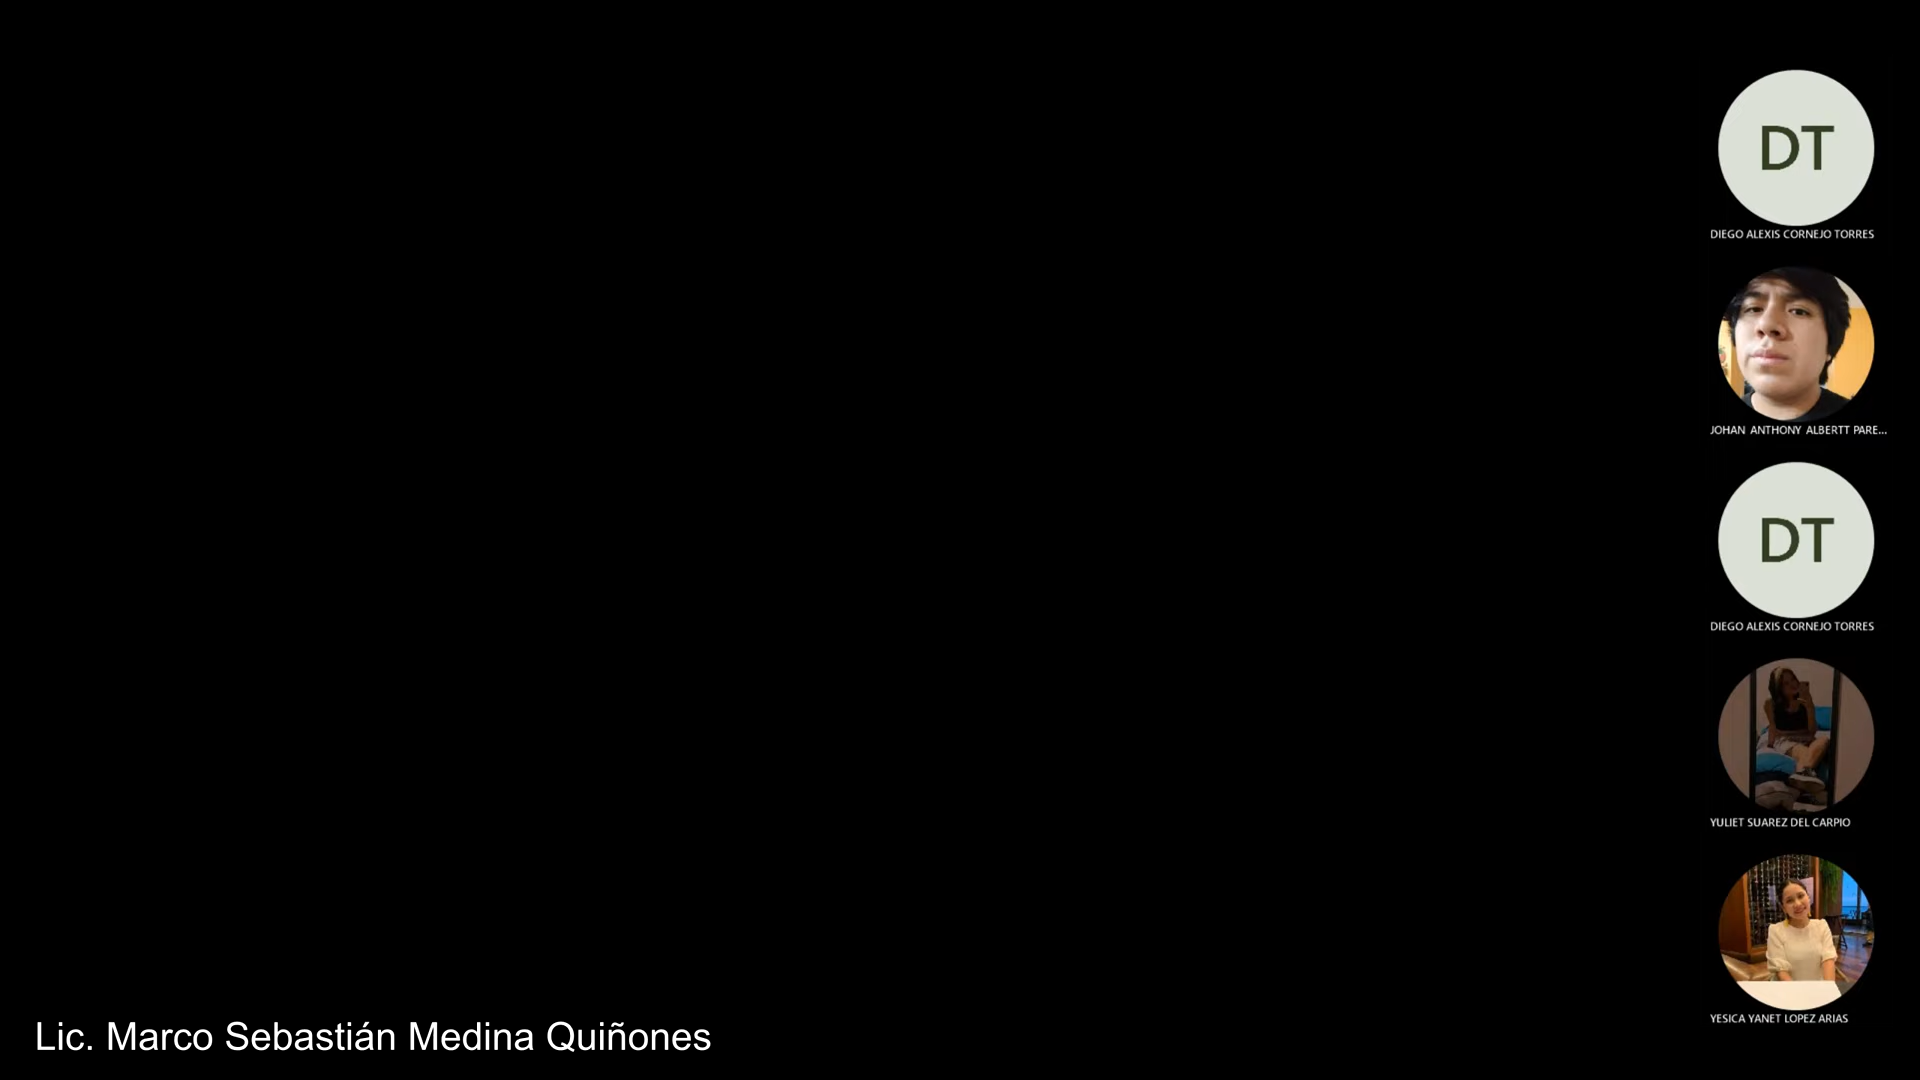 DT
DIEGO ALEXIS CORNEJO TORRES
JOHAN ANTHONY ALBERTT PARE...
DT
DIEGO ALEXIS CORNEJO TORRES
YULIET SUAREZ DEL CARPIO
YESICA YANET LOPEZ ARIAS
Lic. Marco Sebastián Medina Quiñones